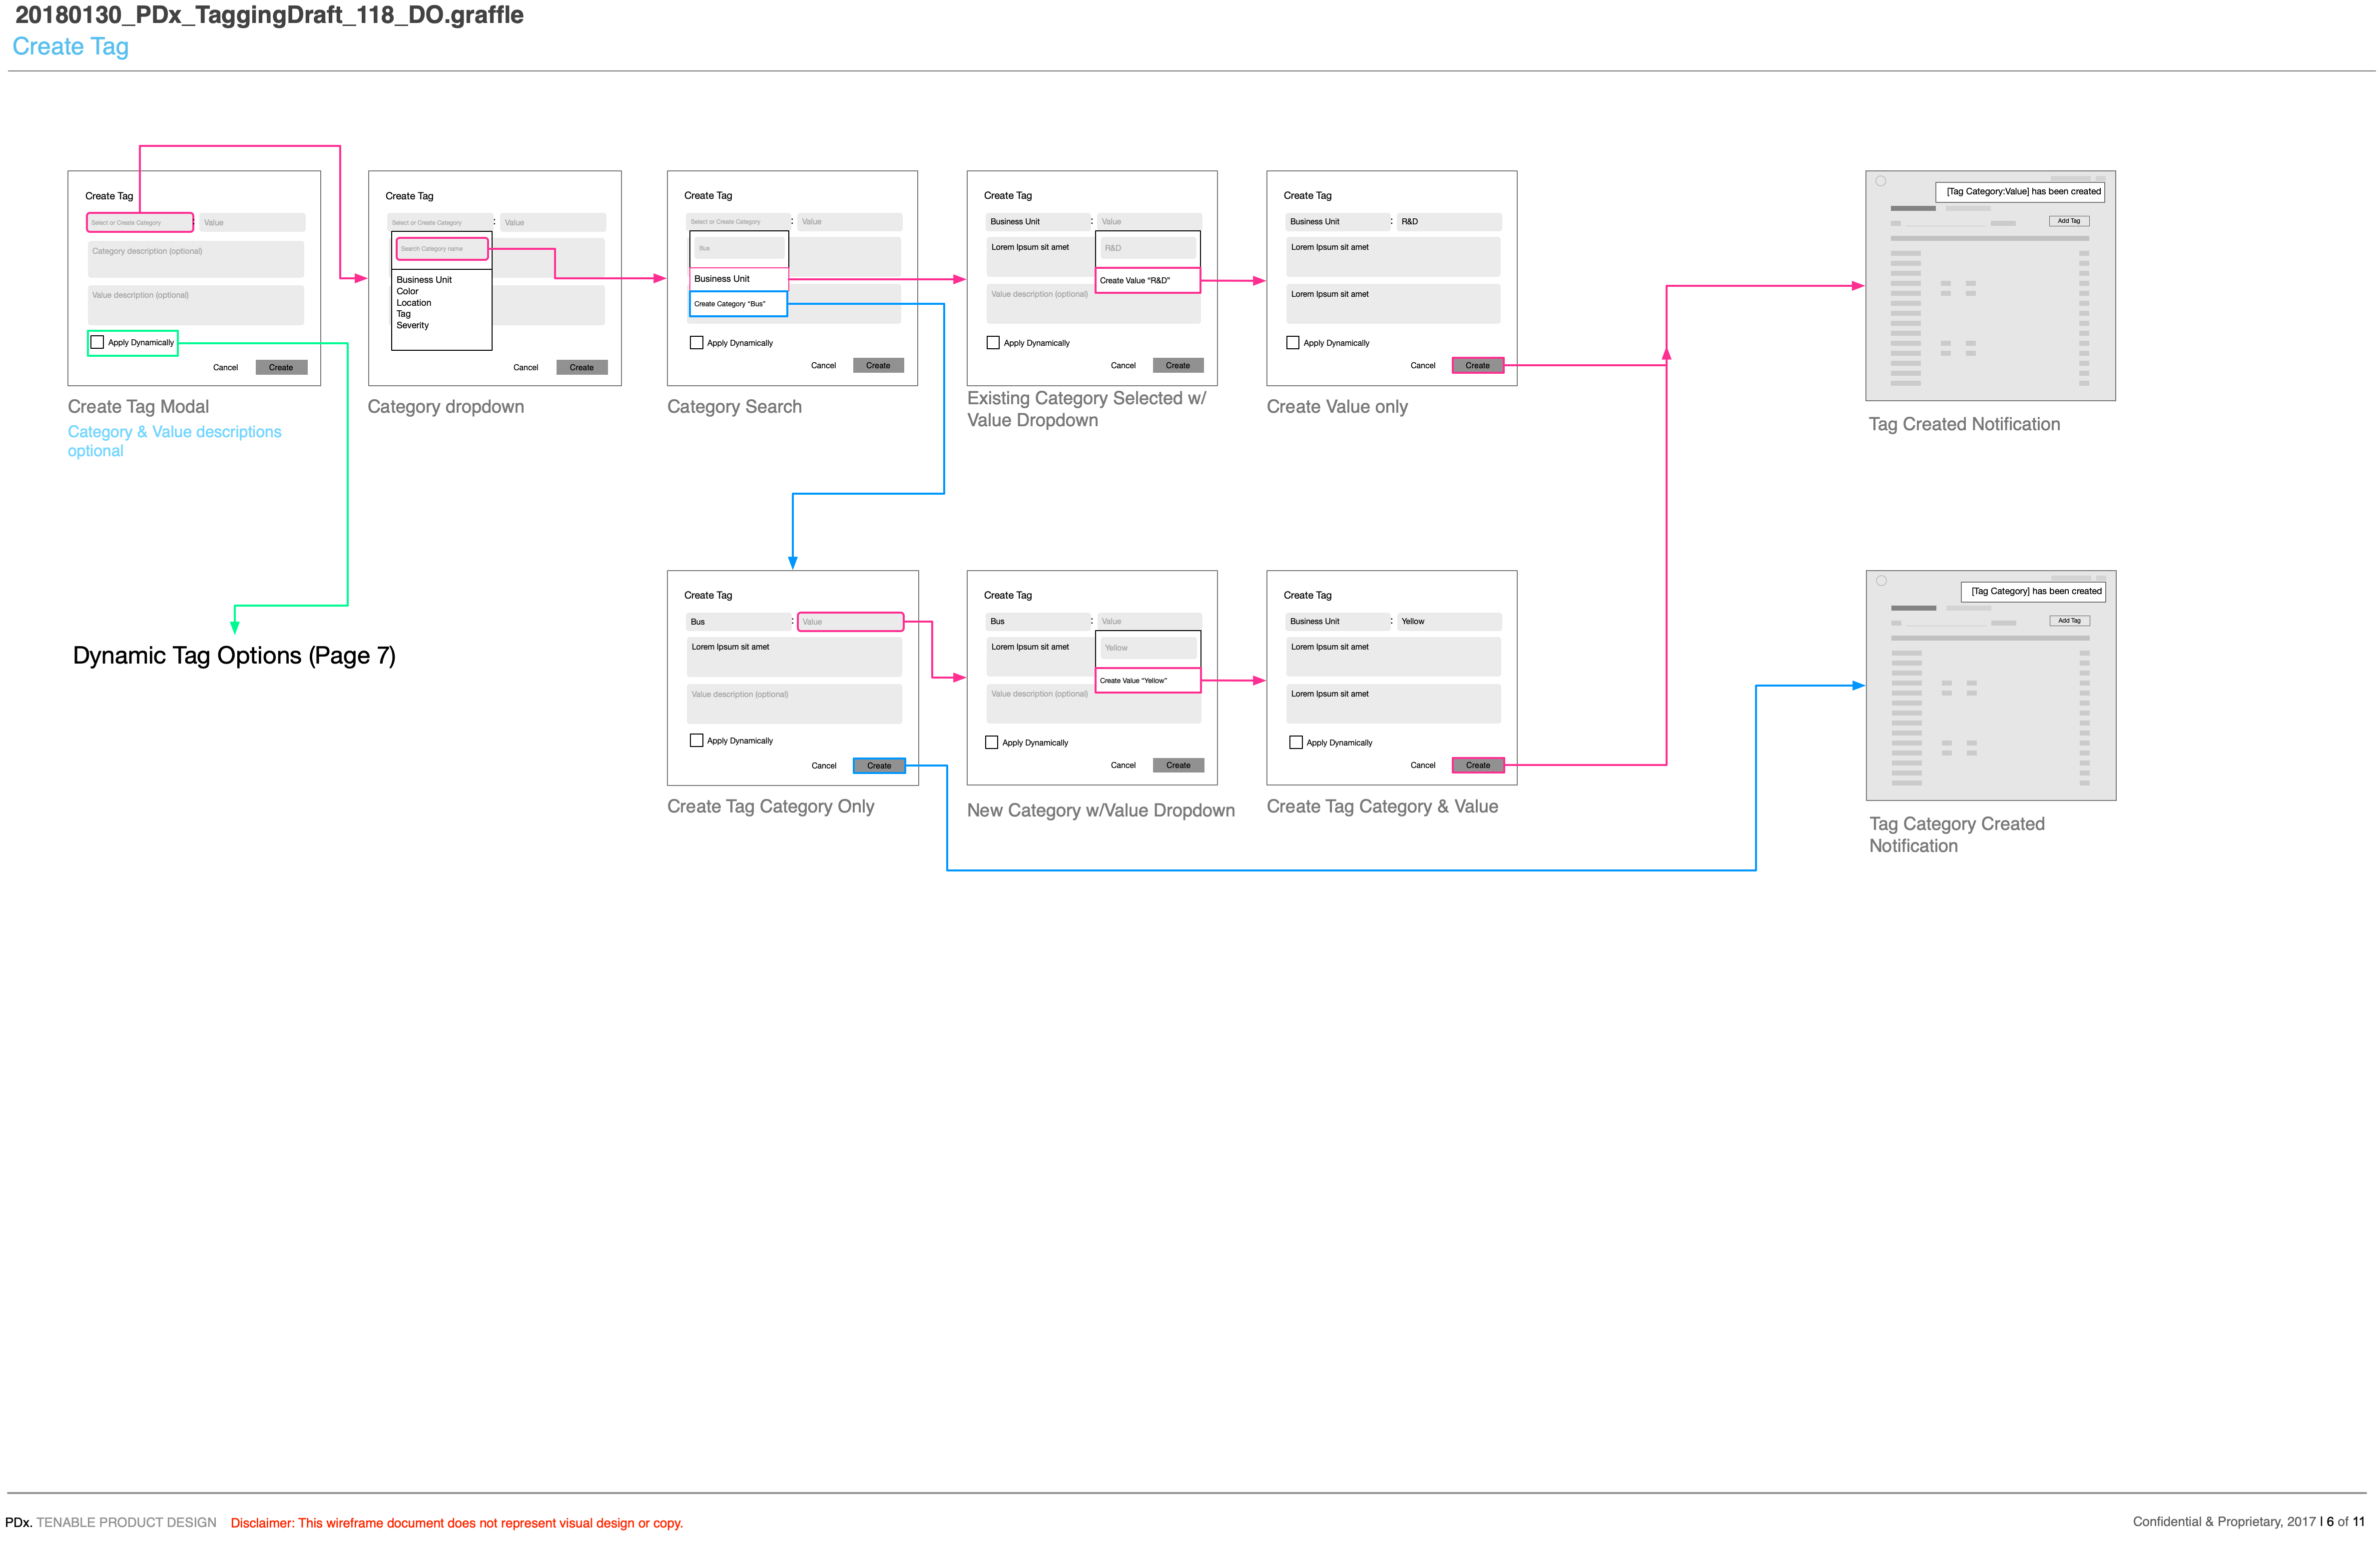 20180130_PDx_TaggingDraft_118_DO.graffle
Create Tag
Create Tag
Select or Create Category : Value
Category description (optional)
Value description (optional)
Apply Dynamically
Cancel Create
Create Tag Modal
Category & Value descriptions
optional
Create Tag
Select or Create Category : Value
Search Category name
Business Unit
Color
Location
Tag
Severity
Cancel Create
Category dropdown
Create Tag
Select or Create Category : Value
Bus
Business Unit
Create Category “Bus”
Apply Dynamically
Cancel Create
Category Search
Create Tag
Business Unit : Value
Lorem Ipsum sit amet
R&D
Create Value “R&D”
Value description (optional)
Apply Dynamically
Cancel Create
Existing Category Selected w/
Value Dropdown
Create Tag
Business Unit : R&D
Lorem Ipsum sit amet
Lorem Ipsum sit amet
Apply Dynamically
Cancel Create
Create Value only
[Tag Category:Value] has been created
Add Tag
Tag Created Notification
Dynamic Tag Options (Page 7)
Create Tag
Bus : Value
Lorem Ipsum sit amet
Value description (optional)
Apply Dynamically
Cancel Create
Create Tag Category Only
Create Tag
Bus : Value
Lorem Ipsum sit amet
Yellow
Create Value “Yellow”
Value description (optional)
Apply Dynamically
Cancel Create
New Category w/Value Dropdown
Create Tag
Business Unit : Yellow
Lorem Ipsum sit amet
Lorem Ipsum sit amet
Apply Dynamically
Cancel Create
Create Tag Category & Value
[Tag Category] has been created
Add Tag
Tag Category Created
Notification
PDx. TENABLE PRODUCT DESIGN Disclaimer: This wireframe document does not represent visual design or copy.
Confidential & Proprietary, 2017 | 6 of 11